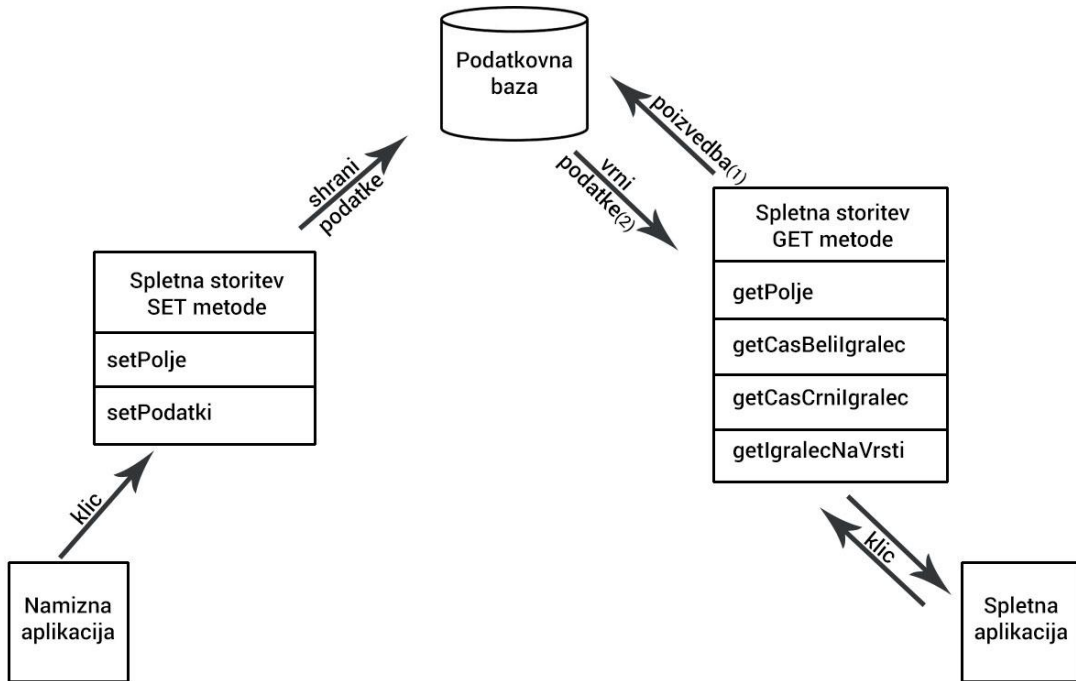 Podatkovna
baza
shrani
podatke
vrni
podatke(2)
poizvedba(1)
Spletna storitev
SET metode
setPolje
setPodatki
klic
Namizna
aplikacija
Spletna storitev
GET metode
getPolje
getCasBeliIgralec
getCasCrniIgralec
getIgralecNaVrsti
klic
Spletna
aplikacija